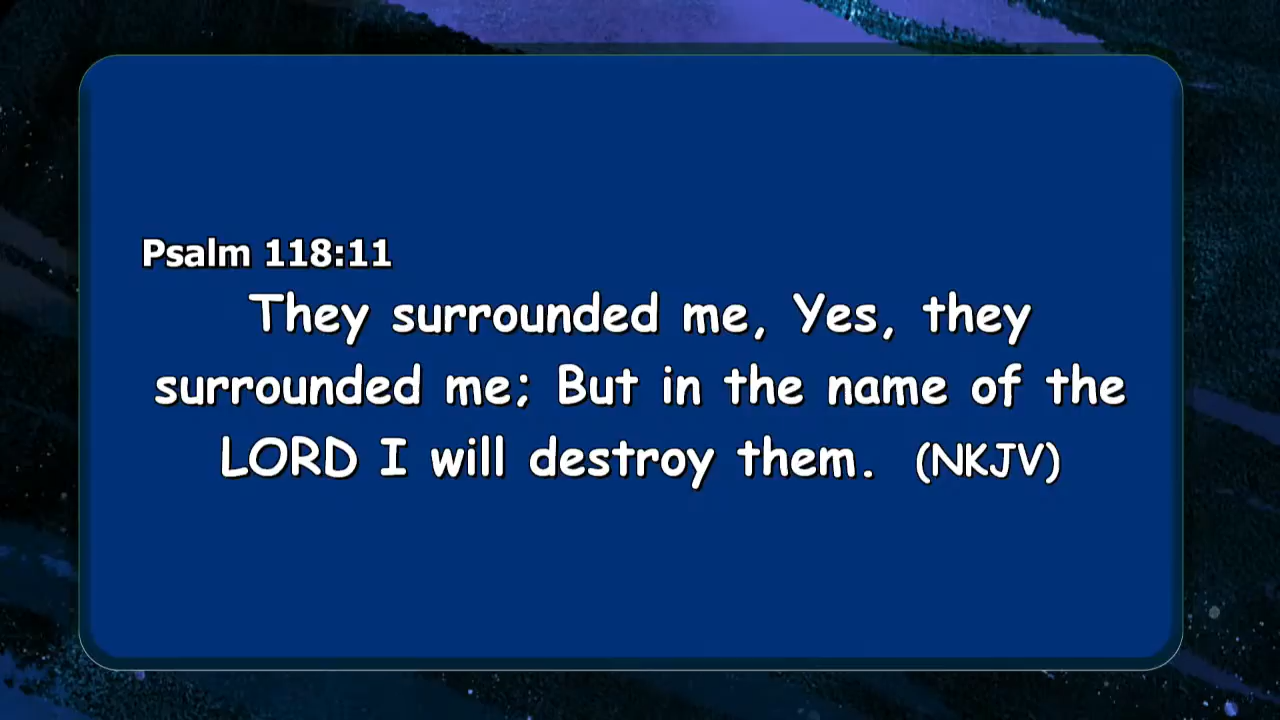 Psalm 118:11
They surrounded me, Yes, they
surrounded me; But in the name of the
LORD I will destroy them. (NKJV)